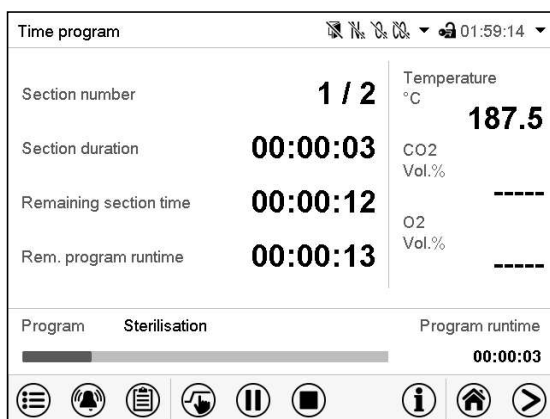 Time program
01:59:14
Section number 1 / 2
Section duration 00:00:03
Remaining section time 00:00:12
Rem. program runtime 00:00:13
Temperature
°C
187.5
CO2
Vol.%
-----
O2
Vol.%
-----
Program Sterilisation
Program runtime
00:00:03